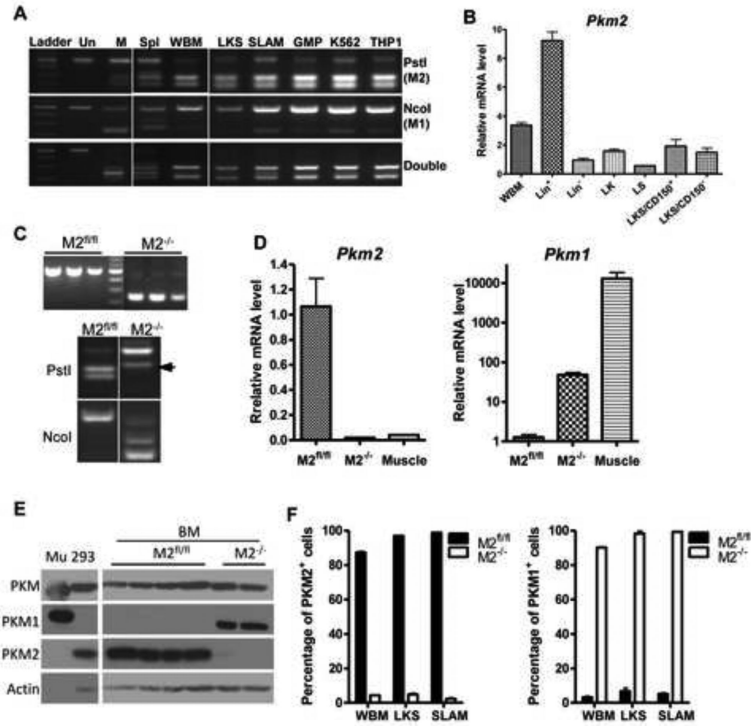 A
Ladder Un M Spl WBM LKS SLAM GMP K562 THP1
PstI
(M2)
NcoI
(M1)
Double
B
Pkm2
Relative mRNA level
10
8
6
4
2
0
WBM Lin+ Lin- LK LS LKS/CD150+ LKS/CD150-
C
M2fl/fl M2-/-
M2fl/fl M2-/-
PstI
NcoI
D
Pkm2
Rrelative mRNA level
1.4
1.2
1.0
0.8
0.6
0.4
0.2
0.0
M2fl/fl M2-/- Muscle
Pkm1
Relative mRNA level
10000
1000
100
10
1
M2fl/fl M2-/- Muscle
E
BM
Mu 293 M2fl/fl M2-/-
PKM
PKM1
PKM2
Actin
F
Percentage of PKM2+ cells
100
80
60
40
20
0
WBM LKS SLAM
M2fl/fl
M2-/-
Percentage of PKM1+ cells
100
80
60
40
20
0
WBM LKS SLAM
M2fl/fl
M2-/-